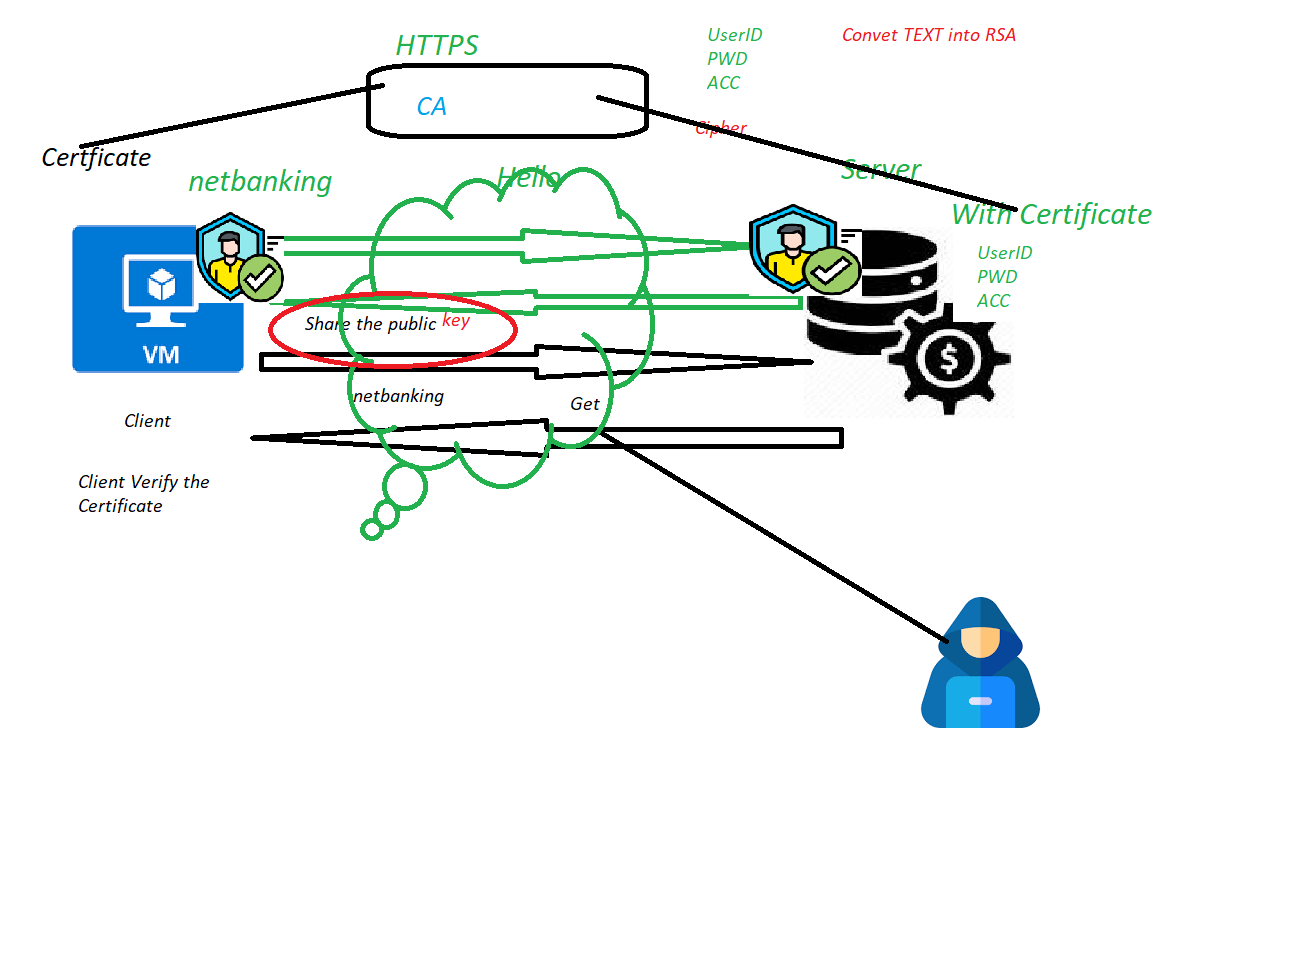 HTTPS
UserID
PWD
ACC
Convet TEXT into RSA
CA
Cipher
Certficate
netbanking
Hello
Server
With Certificate
UserID
PWD
ACC
Share the public key
VM
$
netbanking
Get
Client
Client Verify the
Certificate